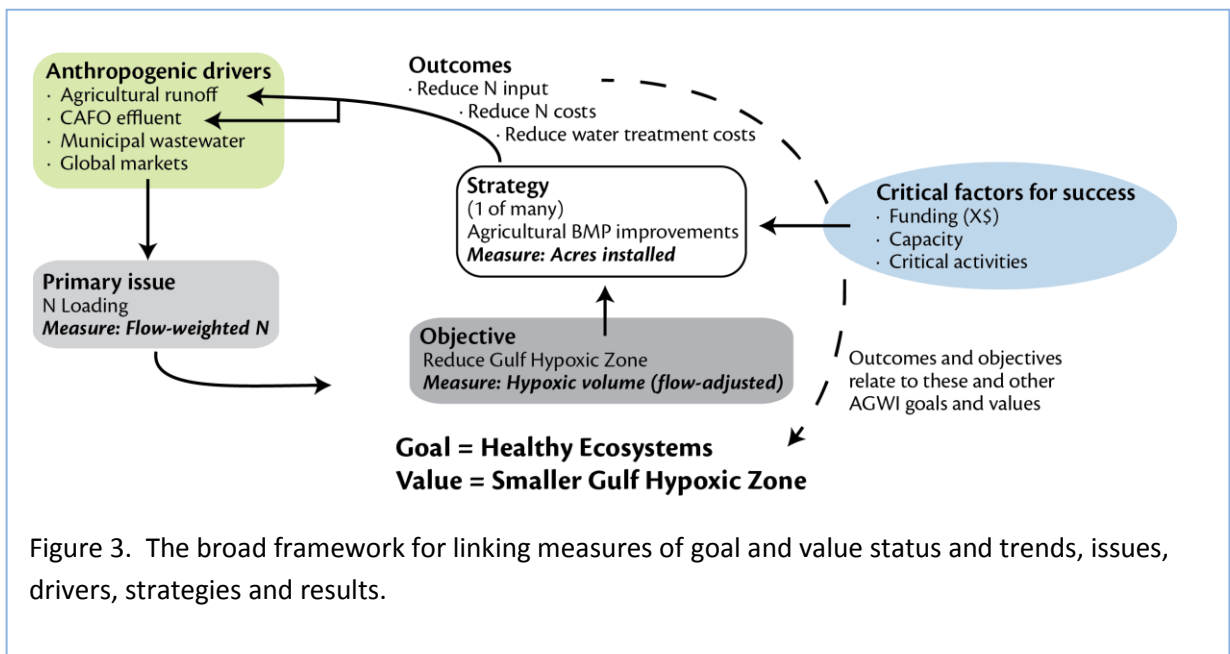 Anthropogenic drivers
· Agricultural runoff
· CAFO effluent
· Municipal wastewater
· Global markets
Outcomes
· Reduce N input
· Reduce N costs
· Reduce water treatment costs
Strategy
(1 of many)
Agricultural BMP improvements
Measure: Acres installed
Critical factors for success
· Funding (X$)
· Capacity
· Critical activities
Primary issue
N Loading
Measure: Flow-weighted N
Objective
Reduce Gulf Hypoxic Zone
Measure: Hypoxic volume (flow-adjusted)
Outcomes and objectives
relate to these and other
AGWI goals and values
Goal = Healthy Ecosystems
Value = Smaller Gulf Hypoxic Zone
Figure 3. The broad framework for linking measures of goal and value status and trends, issues,
drivers, strategies and results.